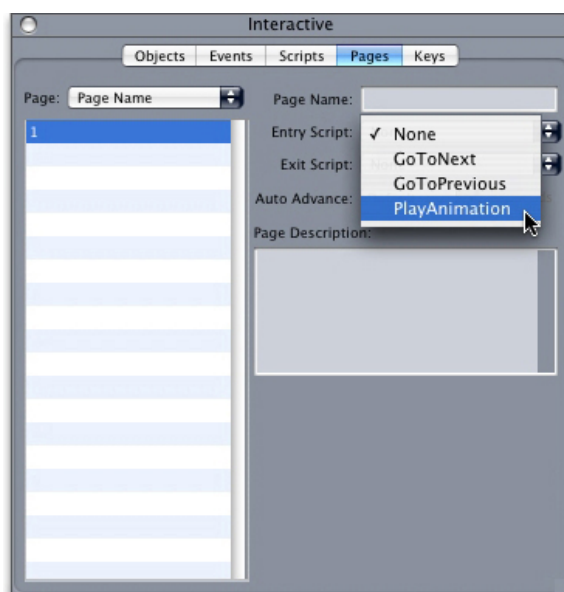 Interactive
Objects Events Scripts Pages Keys
Page: Page Name
Page Name:
1
Entry Script: ✓ None
Exit Script:
GoToNext
GoToPrevious
Auto Advance:
PlayAnimation
Page Description: